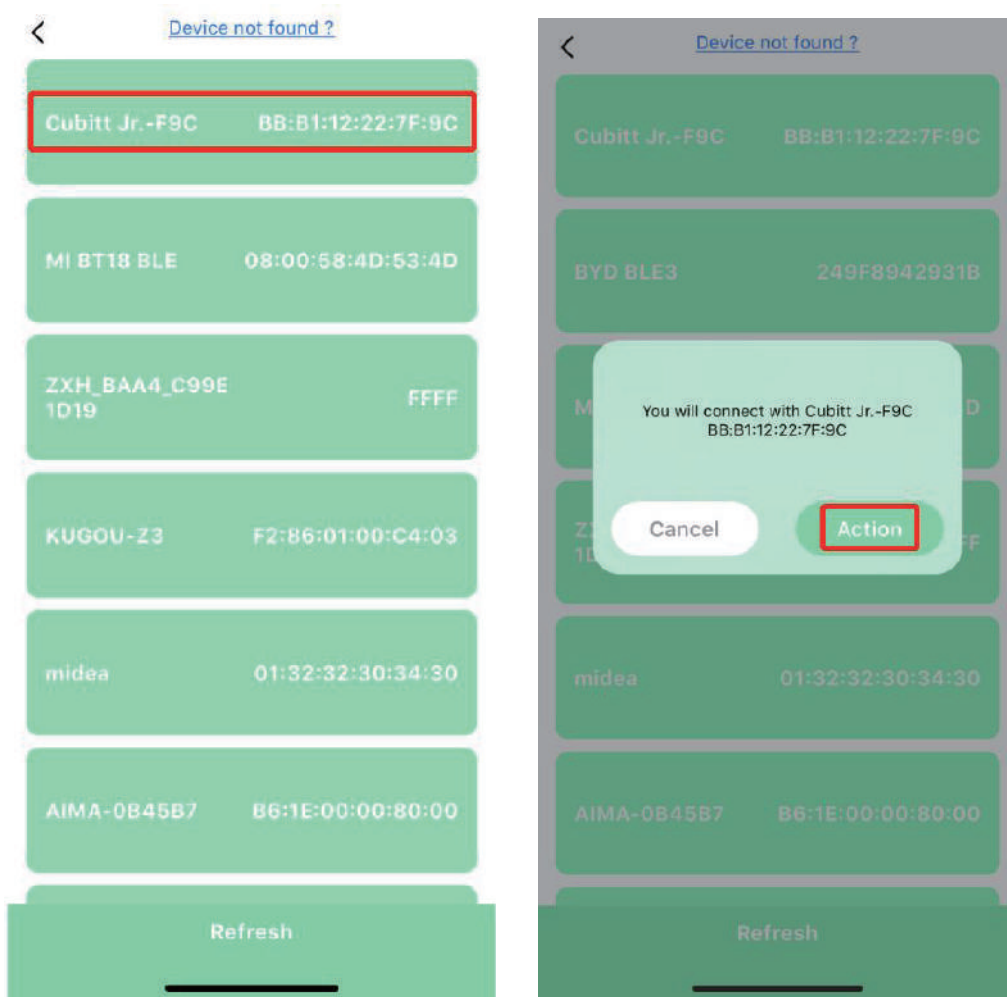 Device not found ?
Cubitt Jr.-F9C BB:B1:12:22:7F:9C
MI BT18 BLE 08:00:58:4D:53:4D
ZXH_BAA4_C99E
1D19 FFFF
KUGOU-Z3 F2:86:01:00:C4:03
midea 01:32:32:30:34:30
AIMA-0B45B7 B6:1E:00:00:80:00
Refresh
Device not found ?
Cubitt Jr.-F9C BB:B1:12:22:7F:9C
BYD BLE3 249F8942931B
M D
You will connect with Cubitt Jr.-F9C
BB:B1:12:22:7F:9C
Cancel Action
midea 01:32:32:30:34:30
AIMA-0B45B7 B6:1E:00:00:80:00
Refresh